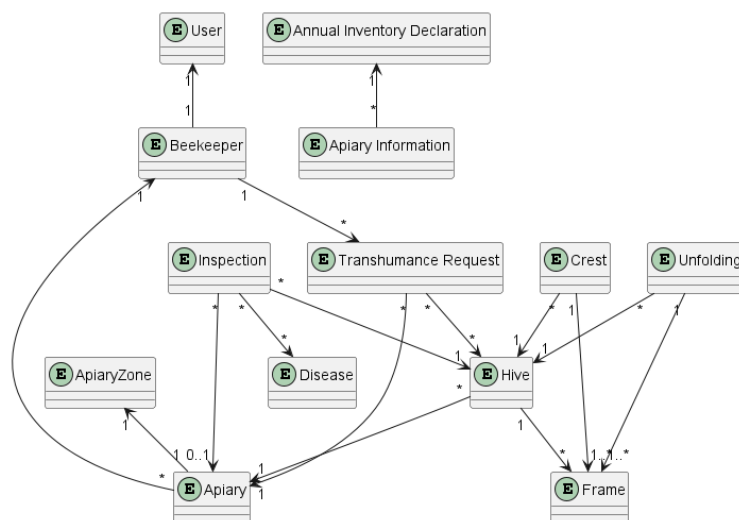 E User
E Annual Inventory Declaration
1
1
1
*
E Beekeeper
E Apiary Information
1
1
*
E Inspection
E Transhumance Request
E Crest
E Unfolding
*
*
*
*
*
*
1
*
1
*
*
1
1
1
E ApiaryZone
E Disease
E Hive
*
1
1
1
0..1
*
1
1
*
1..*
1..*
E Apiary
E Frame